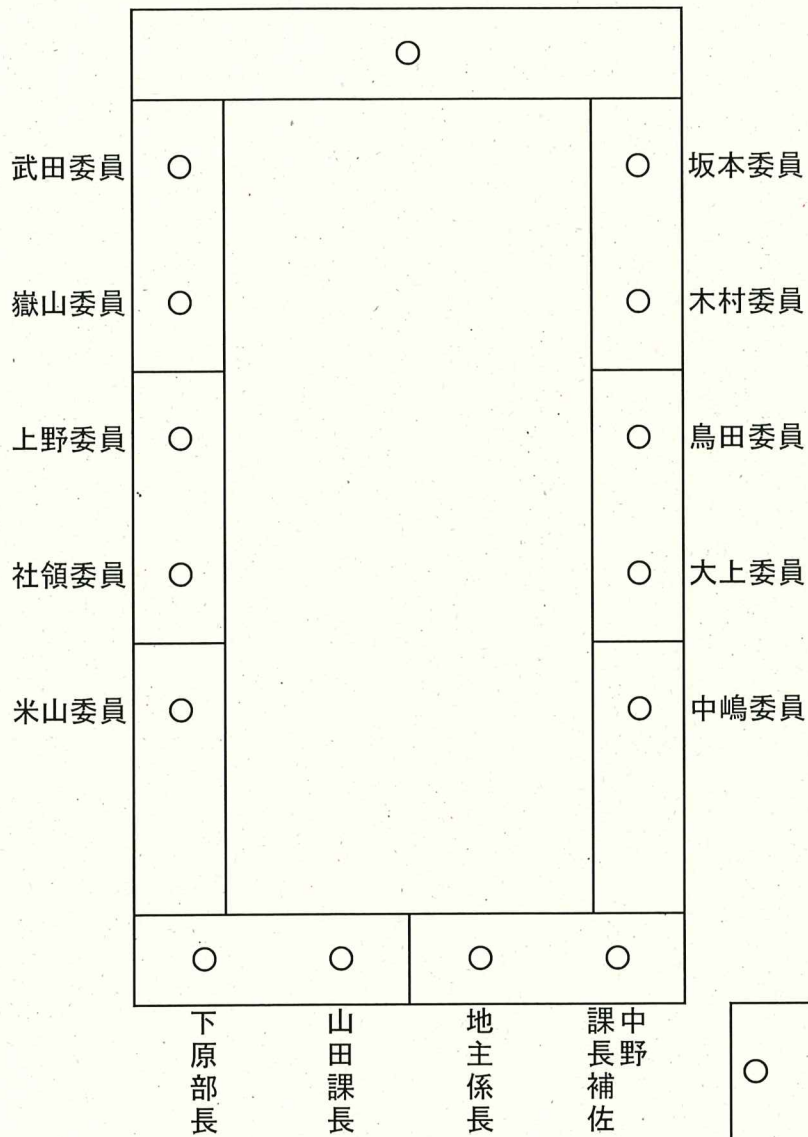 武田委員
坂本委員
嶽山委員
木村委員
上野委員
鳥田委員
社領委員
大上委員
米山委員
中嶋委員
下原部長
山田課長
地主係長
中野
課長補佐